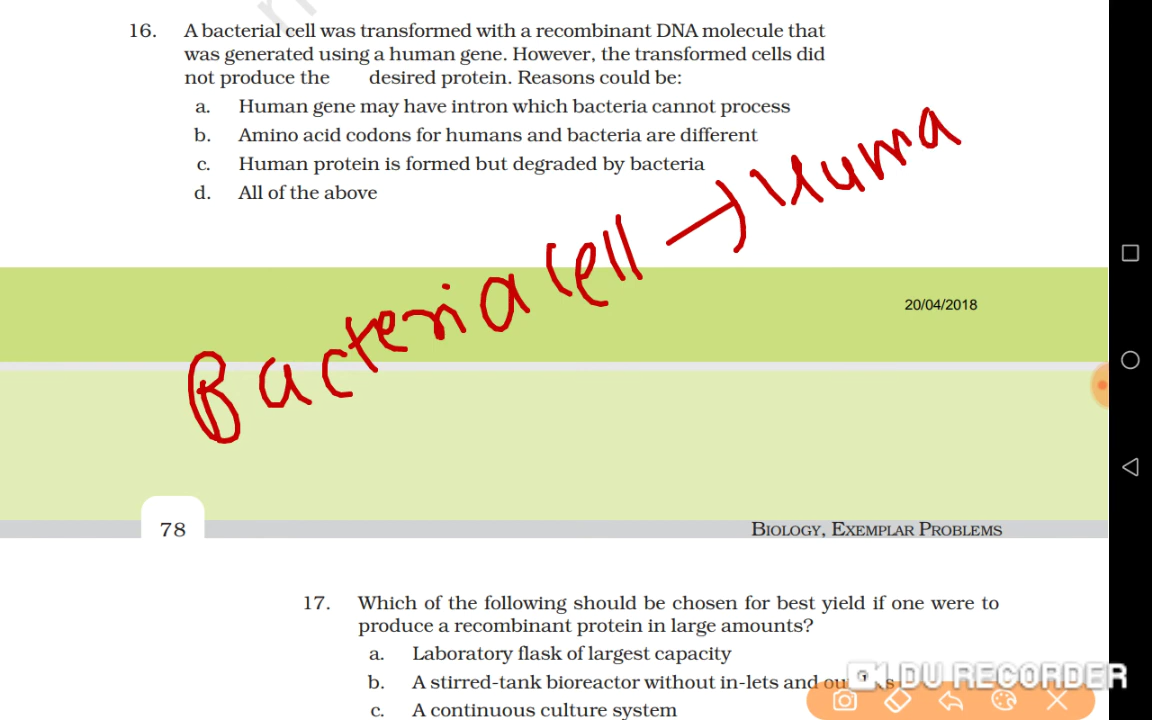 16. A bacterial cell was transformed with a recombinant DNA molecule that
was generated using a human gene. However, the transformed cells did
not produce the desired protein. Reasons could be:
a. Human gene may have intron which bacteria cannot process
b. Amino acid codons for humans and bacteria are different
c. Human protein is formed but degraded by bacteria
d. All of the above
Bacteria Cell → Huma
20/04/2018
78
BIOLOGY, EXEMPLAR PROBLEMS
17. Which of the following should be chosen for best yield if one were to
produce a recombinant protein in large amounts?
a. Laboratory flask of largest capacity
b. A stirred-tank bioreactor without in-lets and
DU RECORDER
c. A continuous culture system